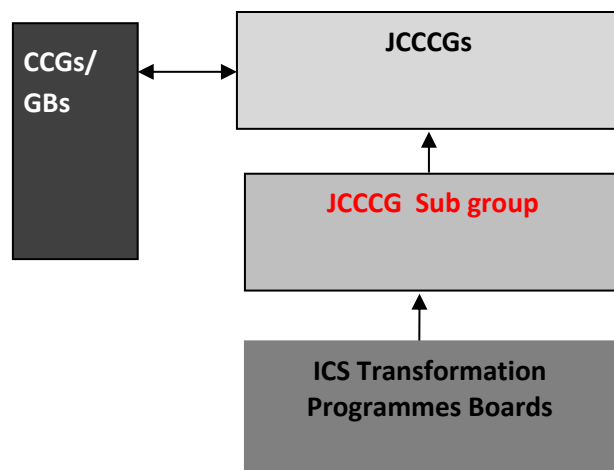 CCGs/
GBs
JCCCGs
JCCCG  Sub group
ICS Transformation
Programmes Boards